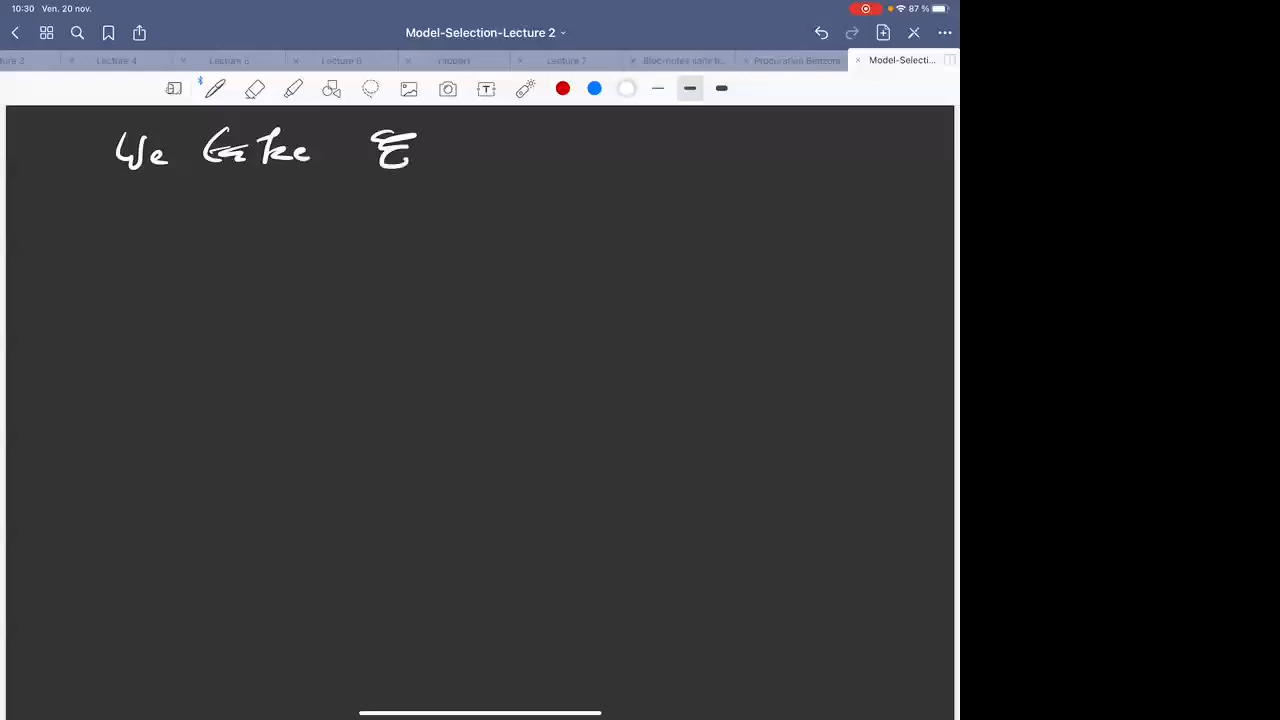 10:30 Ven. 20 nov. 87 %
Model-Selection-Lecture 2
Lecture 4 Lecture 5 Lecture 6 Lecture 7 Model-Selecti...
We take